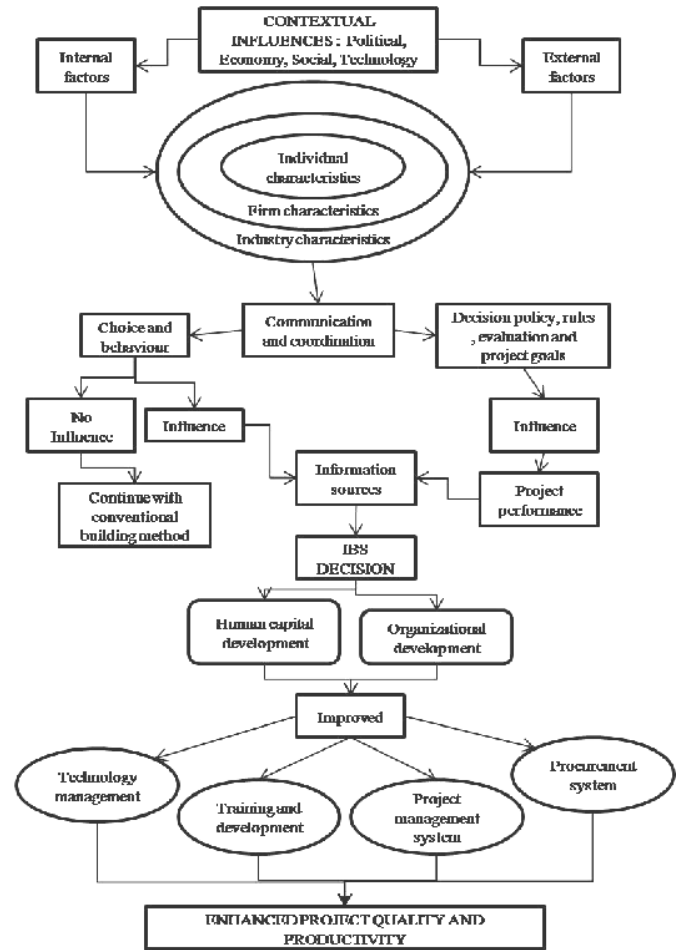 CONTEXTUAL
INFLUENCES : Political,
Economy, Social, Technology
Internal
factors
External
factors
Individual
characteristics
Firm characteristics
Industry characteristics
Choice and
behaviour
Communication
and coordination
Decision policy, rules
, evaluation and
project goals
No
Influence
Influence
Influence
Information
sources
Project
performance
Continue with
conventional
building method
IBS
DECISION
Human capital
development
Organizational
development
Improved
Technology
management
Training and
development
Project
management
system
Procurement
system
ENHANCED PROJECT QUALITY AND
PRODUCTIVITY